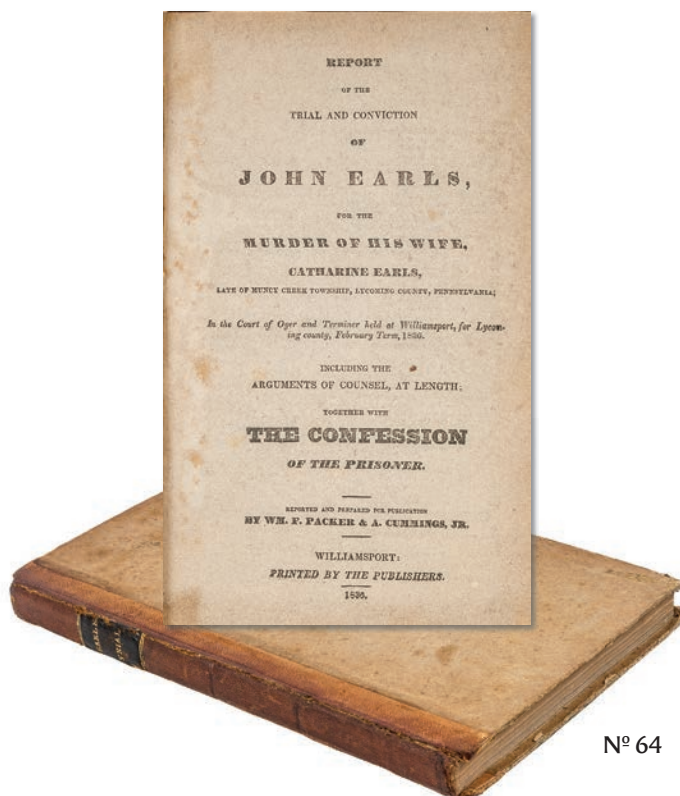 REPORT
OF THE
TRIAL AND CONVICTION
OF
JOHN EARLS,
FOR THE
MURDER OF HIS WIFE,
CATHARINE EARLS,
LATE OF MUNCY CREEK TOWNSHIP, LYCOMING COUNTY, PENNSYLVANIA;
In the Court of Oyer and Terminer held at Williamsport, for Lycom-
ing county, February Term, 1836.
INCLUDING THE
ARGUMENTS OF COUNSEL, AT LENGTH;
TOGETHER WITH
THE CONFESSION
OF THE PRISONER.
REPORTED AND PREPARED FOR PUBLICATION
BY WM. F. PACKER & A. CUMMINGS, JR.
WILLIAMSPORT:
PRINTED BY THE PUBLISHERS.
1836.
EARLS
TRIAL
Nº 64